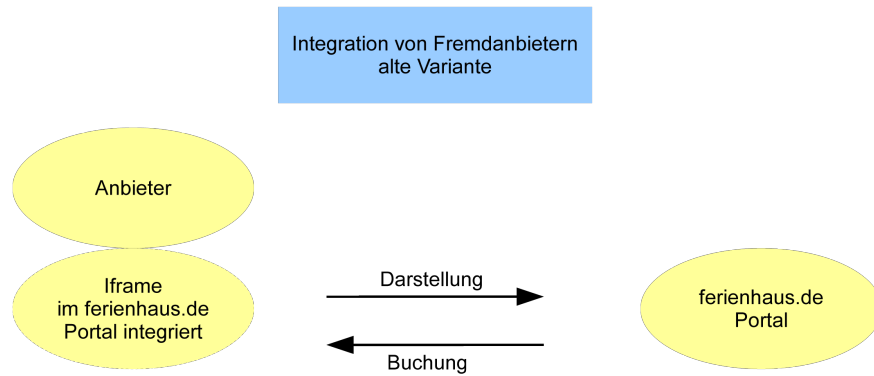 Integration von Fremdanbietern
alte Variante
Anbieter
Iframe
im ferienhaus.de
Portal integriert
Darstellung
Buchung
ferienhaus.de
Portal